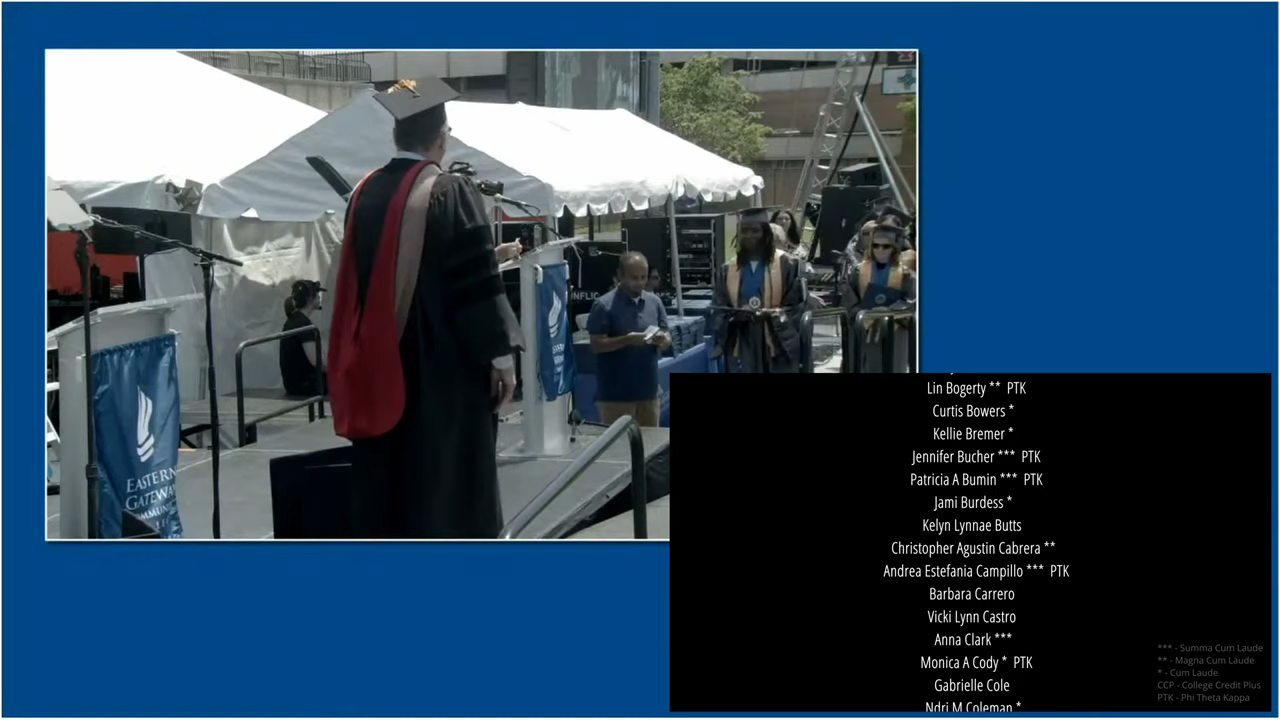 INFLIC
EASTERN
GATEWAY
COMMUNITY
Lin Bogerty ** PTK
Curtis Bowers *
Kellie Bremer *
Jennifer Bucher *** PTK
Patricia A Bumin *** PTK
Jami Burdess *
Kelyn Lynnae Butts
Christopher Agustin Cabrera **
Andrea Estefania Campillo *** PTK
Barbara Carrero
Vicki Lynn Castro
Anna Clark ***
Monica A Cody * PTK
Gabrielle Cole
Ndri M Coleman *
*** - Summa Cum Laude
** - Magna Cum Laude
* - Cum Laude
CCP - College Credit Plus
PTK - Phi Theta Kappa